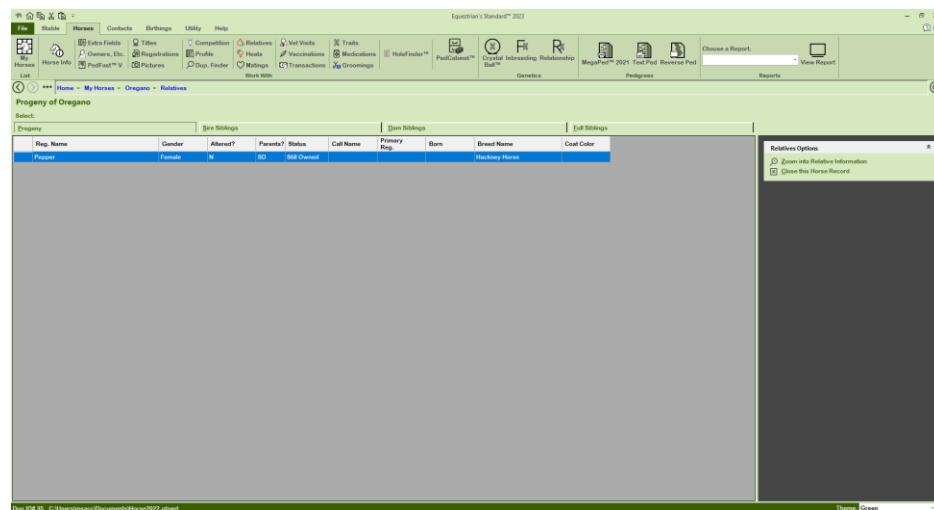 Equestrian's Standard™ 2023
File Stable Horses Contacts Birthings Utility Help
My Horses
Horse Info
Extra Fields
Owners, Etc.
PedFast™ V
Titles
Registrations
Pictures
Competition
Profile
Dup. Finder
Relatives
Heats
Matings
Vet Visits
Vaccinations
Transactions
Traits
Medications
Groomings
HoleFinder™
PedCabinet™
Crystal Ball™
Inbreeding
Relationship
MegaPed™ 2021
Text Ped
Reverse Ped
Choose a Report:
View Report
List Work With Genetics Pedigrees Reports
Home - My Horses - Oregano - Relatives
Progeny of Oregano
Select:
Progeny Sire Siblings Dam Siblings Full Siblings
Reg. Name Gender Altered? Parents? Status Call Name Primary Reg. Born Breed Name Coat Color
Pepper Female N SD Still Owned Hackney Horse
Relatives Options
Zoom into Relative Information
Close this Horse Record
Theme: Green